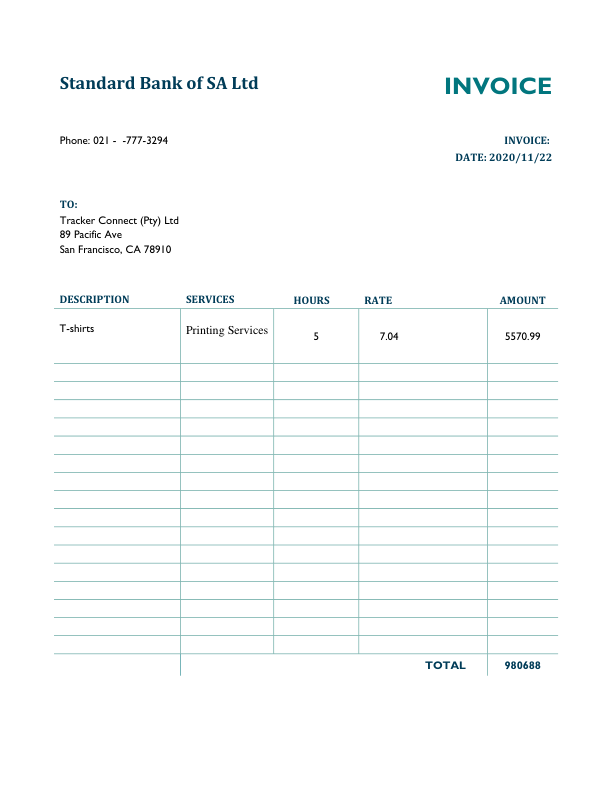 Standard Bank of SA Ltd
INVOICE
Phone: 021 -  -777-3294
INVOICE:
DATE: 2020/11/22
TO:
Tracker Connect (Pty) Ltd
89 Pacific Ave
San Francisco, CA 78910
DESCRIPTION SERVICES HOURS RATE AMOUNT
T-shirts Printing Services 5 7.04 5570.99
TOTAL 980688